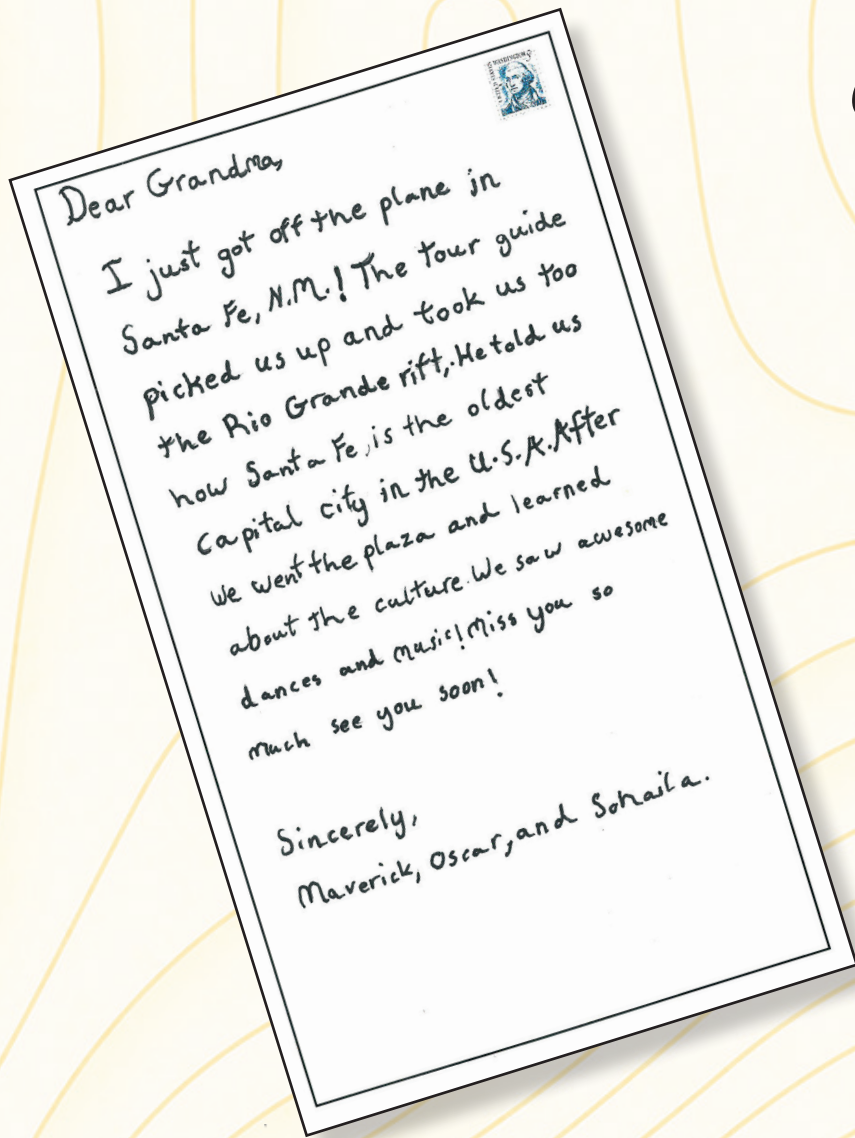 Dear Grandma,
I just got off the plane in
Santa Fe, N.M.! The tour guide
picked us up and took us too
the Rio Grande rift,. He told us
how Santa Fe, is the oldest
capital city in the U.S.A. After
we went the plaza and learned
about the culture. We saw awesome
dances and music! Miss you so
much see you soon!
Sincerely,
Maverick, Oscar, and Sohaila.